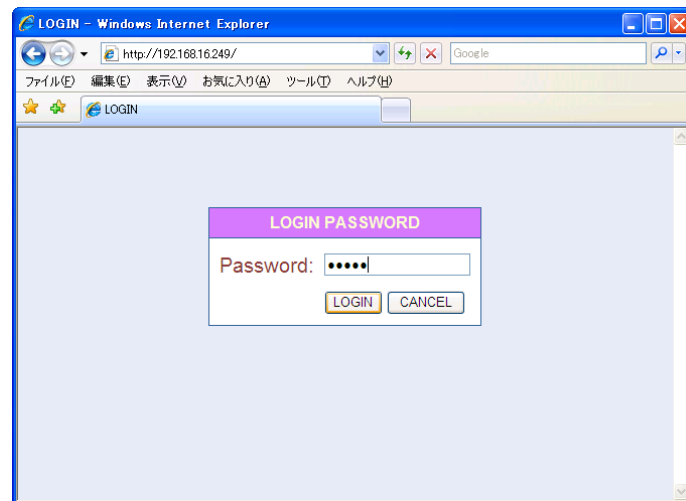 LOGIN - Windows Internet Explorer
http://192.168.16.249/
Google
ファイル(F) 編集(E) 表示(V) お気に入り(A) ツール(T) ヘルプ(H)
LOGIN
LOGIN PASSWORD
Password: •••••
LOGIN CANCEL